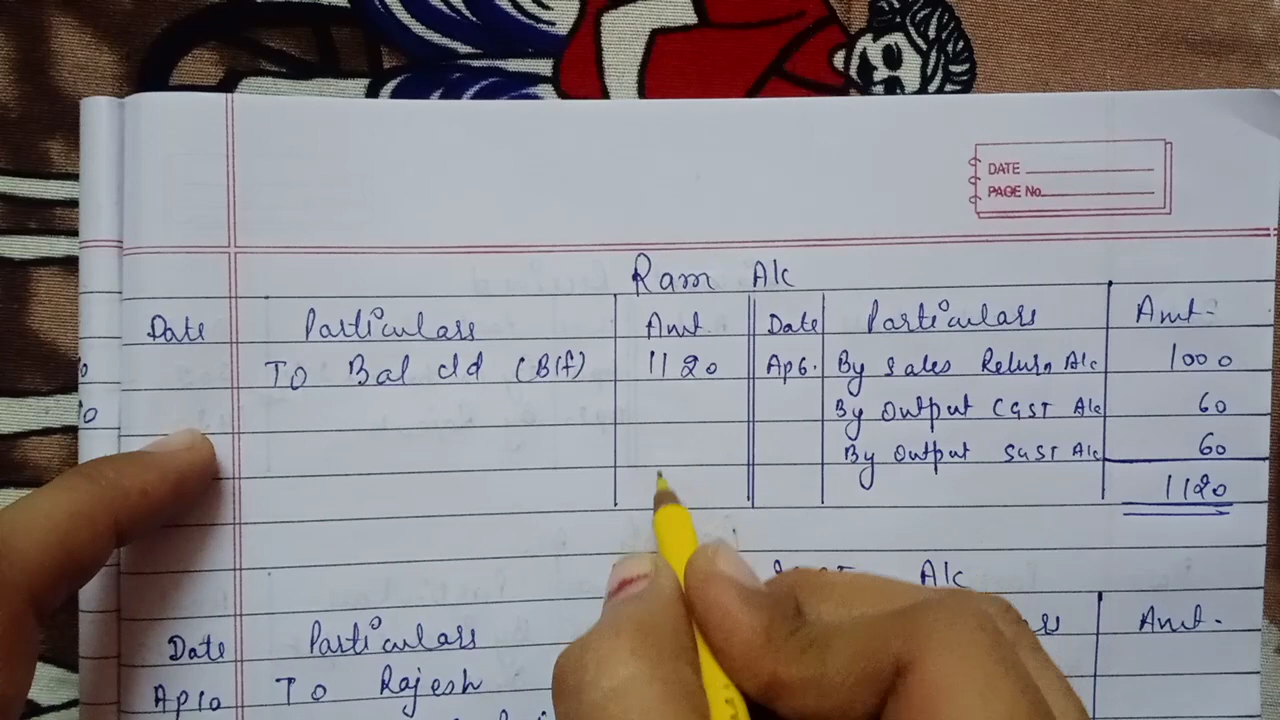 DATE
PAGE No.
Ram A/c
Date Particulars Amt. Date Particulars Amt.
To Bal c/d (B/f) 1120 Ap6. By Sales Return A/c 1000
By Output CGST A/c 60
By Output SGST A/c 60
1120
A/c
Date Particulars Amt.
Ap10 To Rajesh